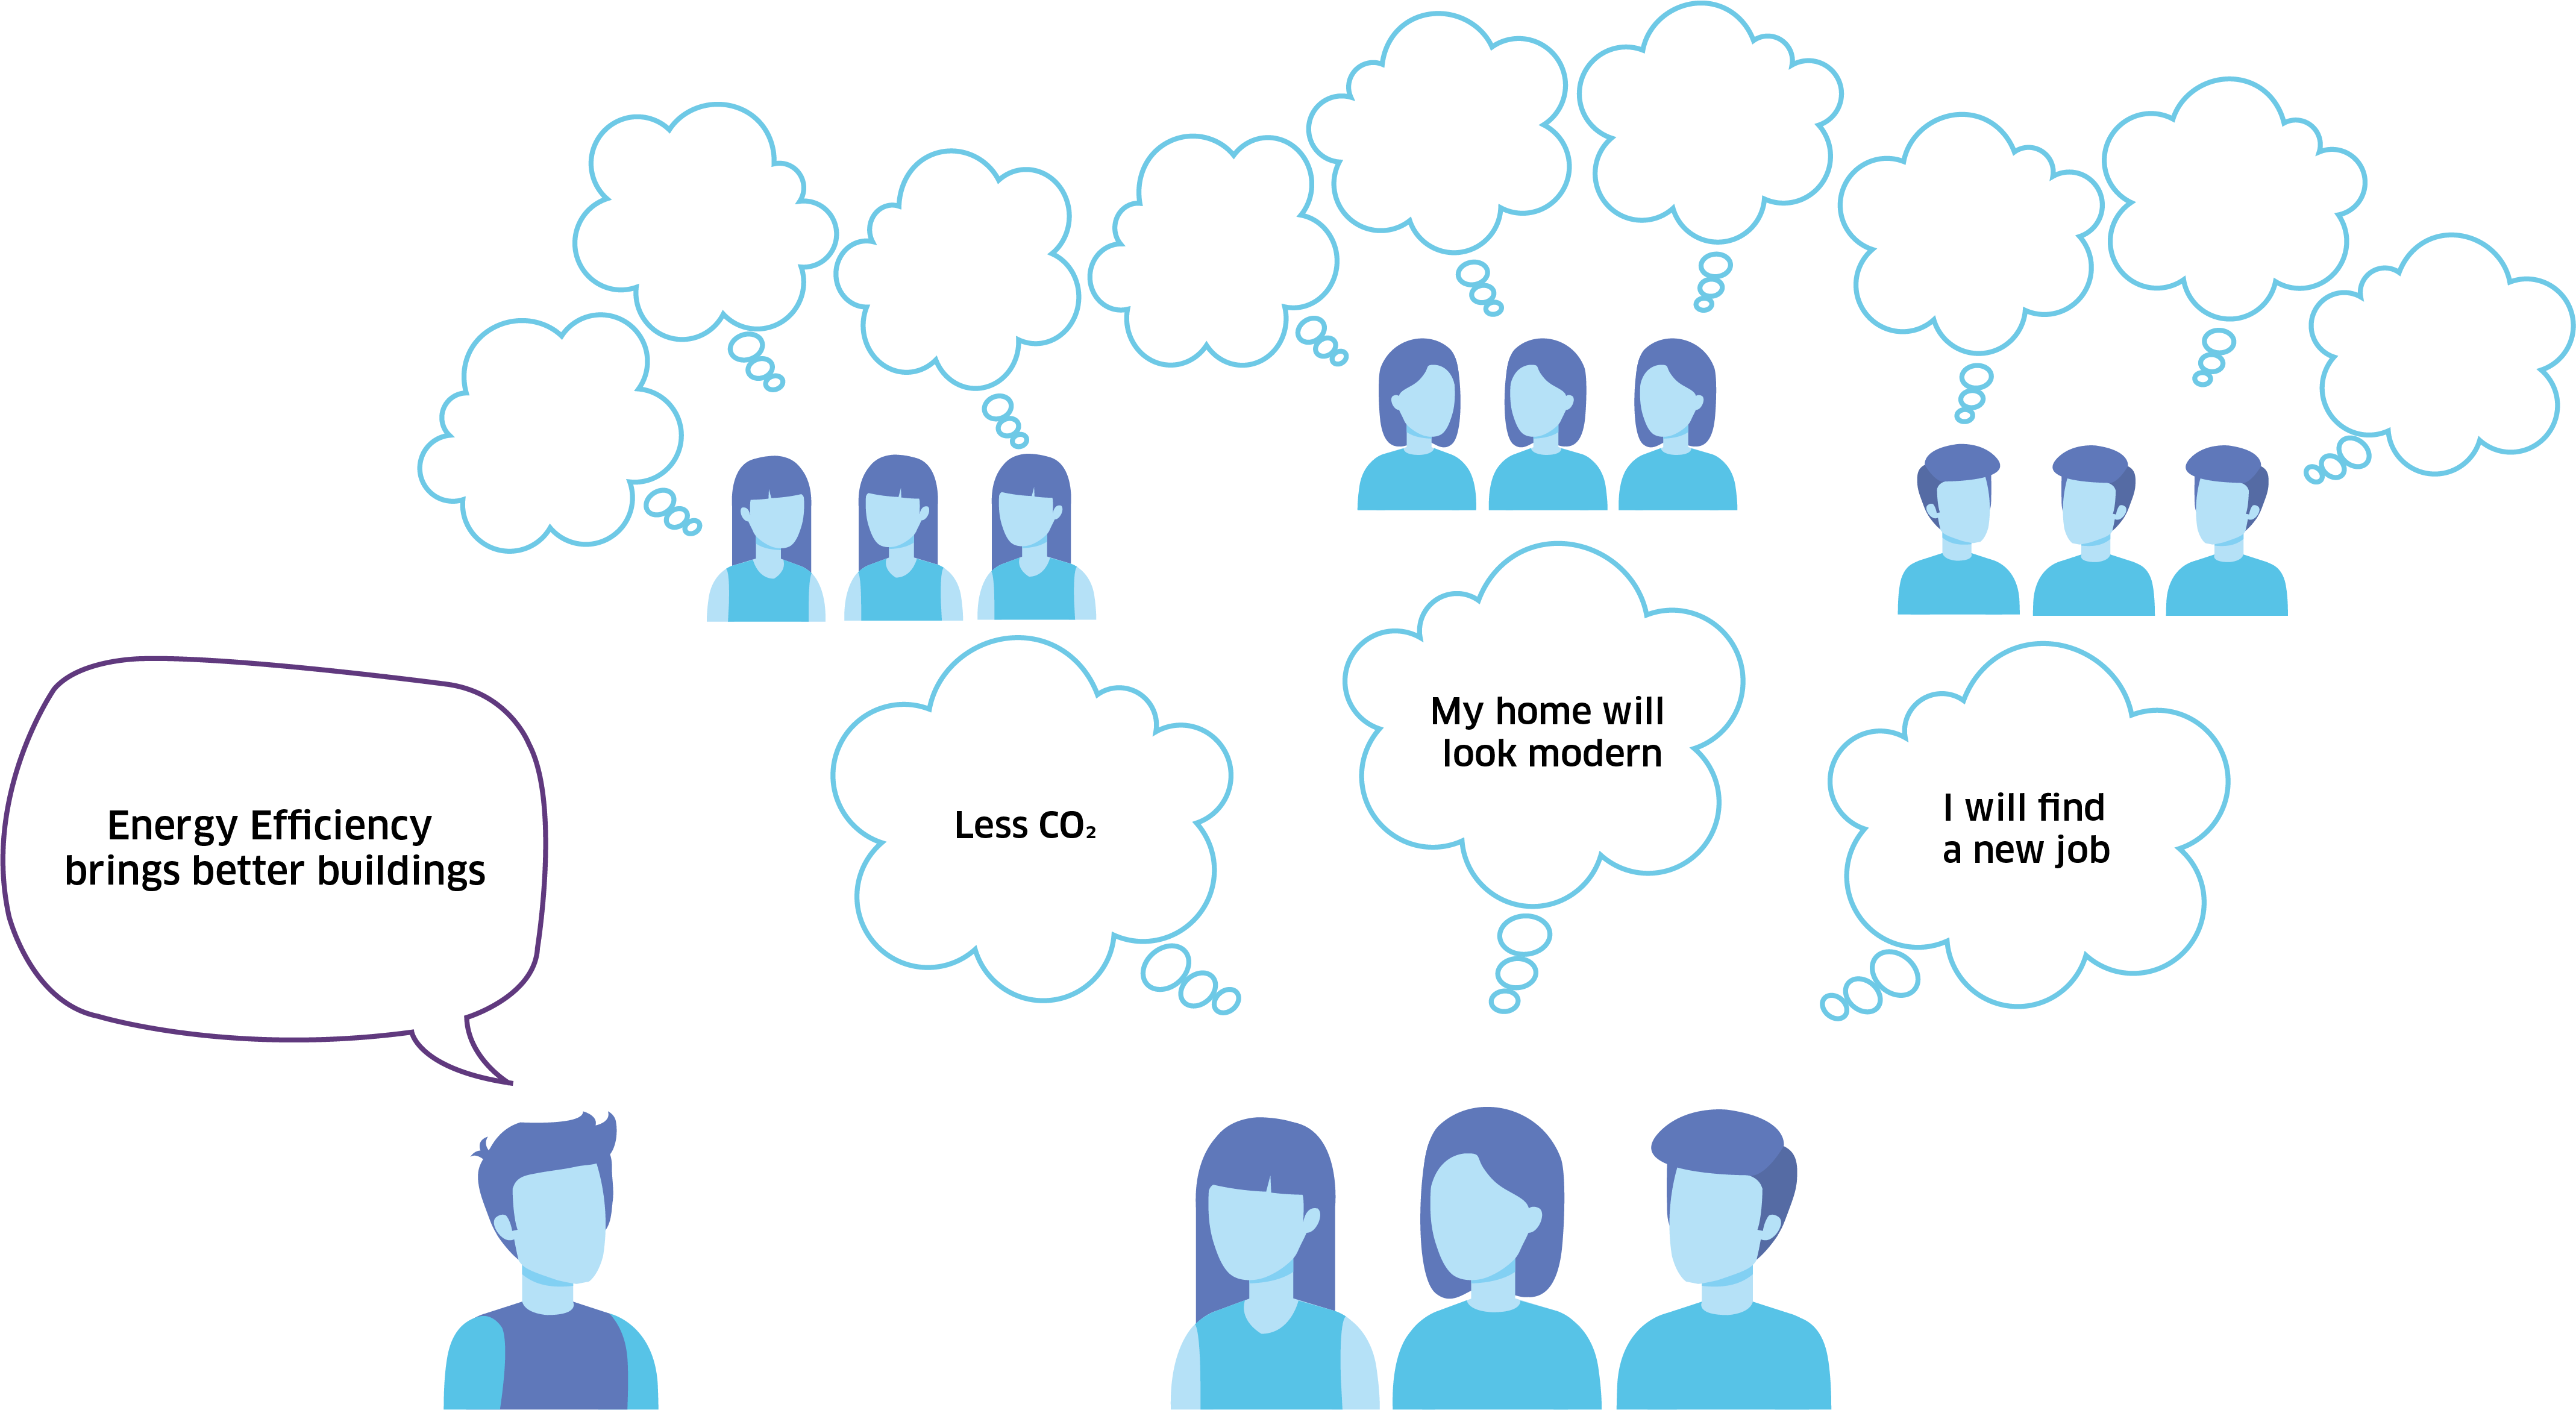 Energy Efficiency
brings better buildings
Less CO₂
My home will
look modern
I will find
a new job